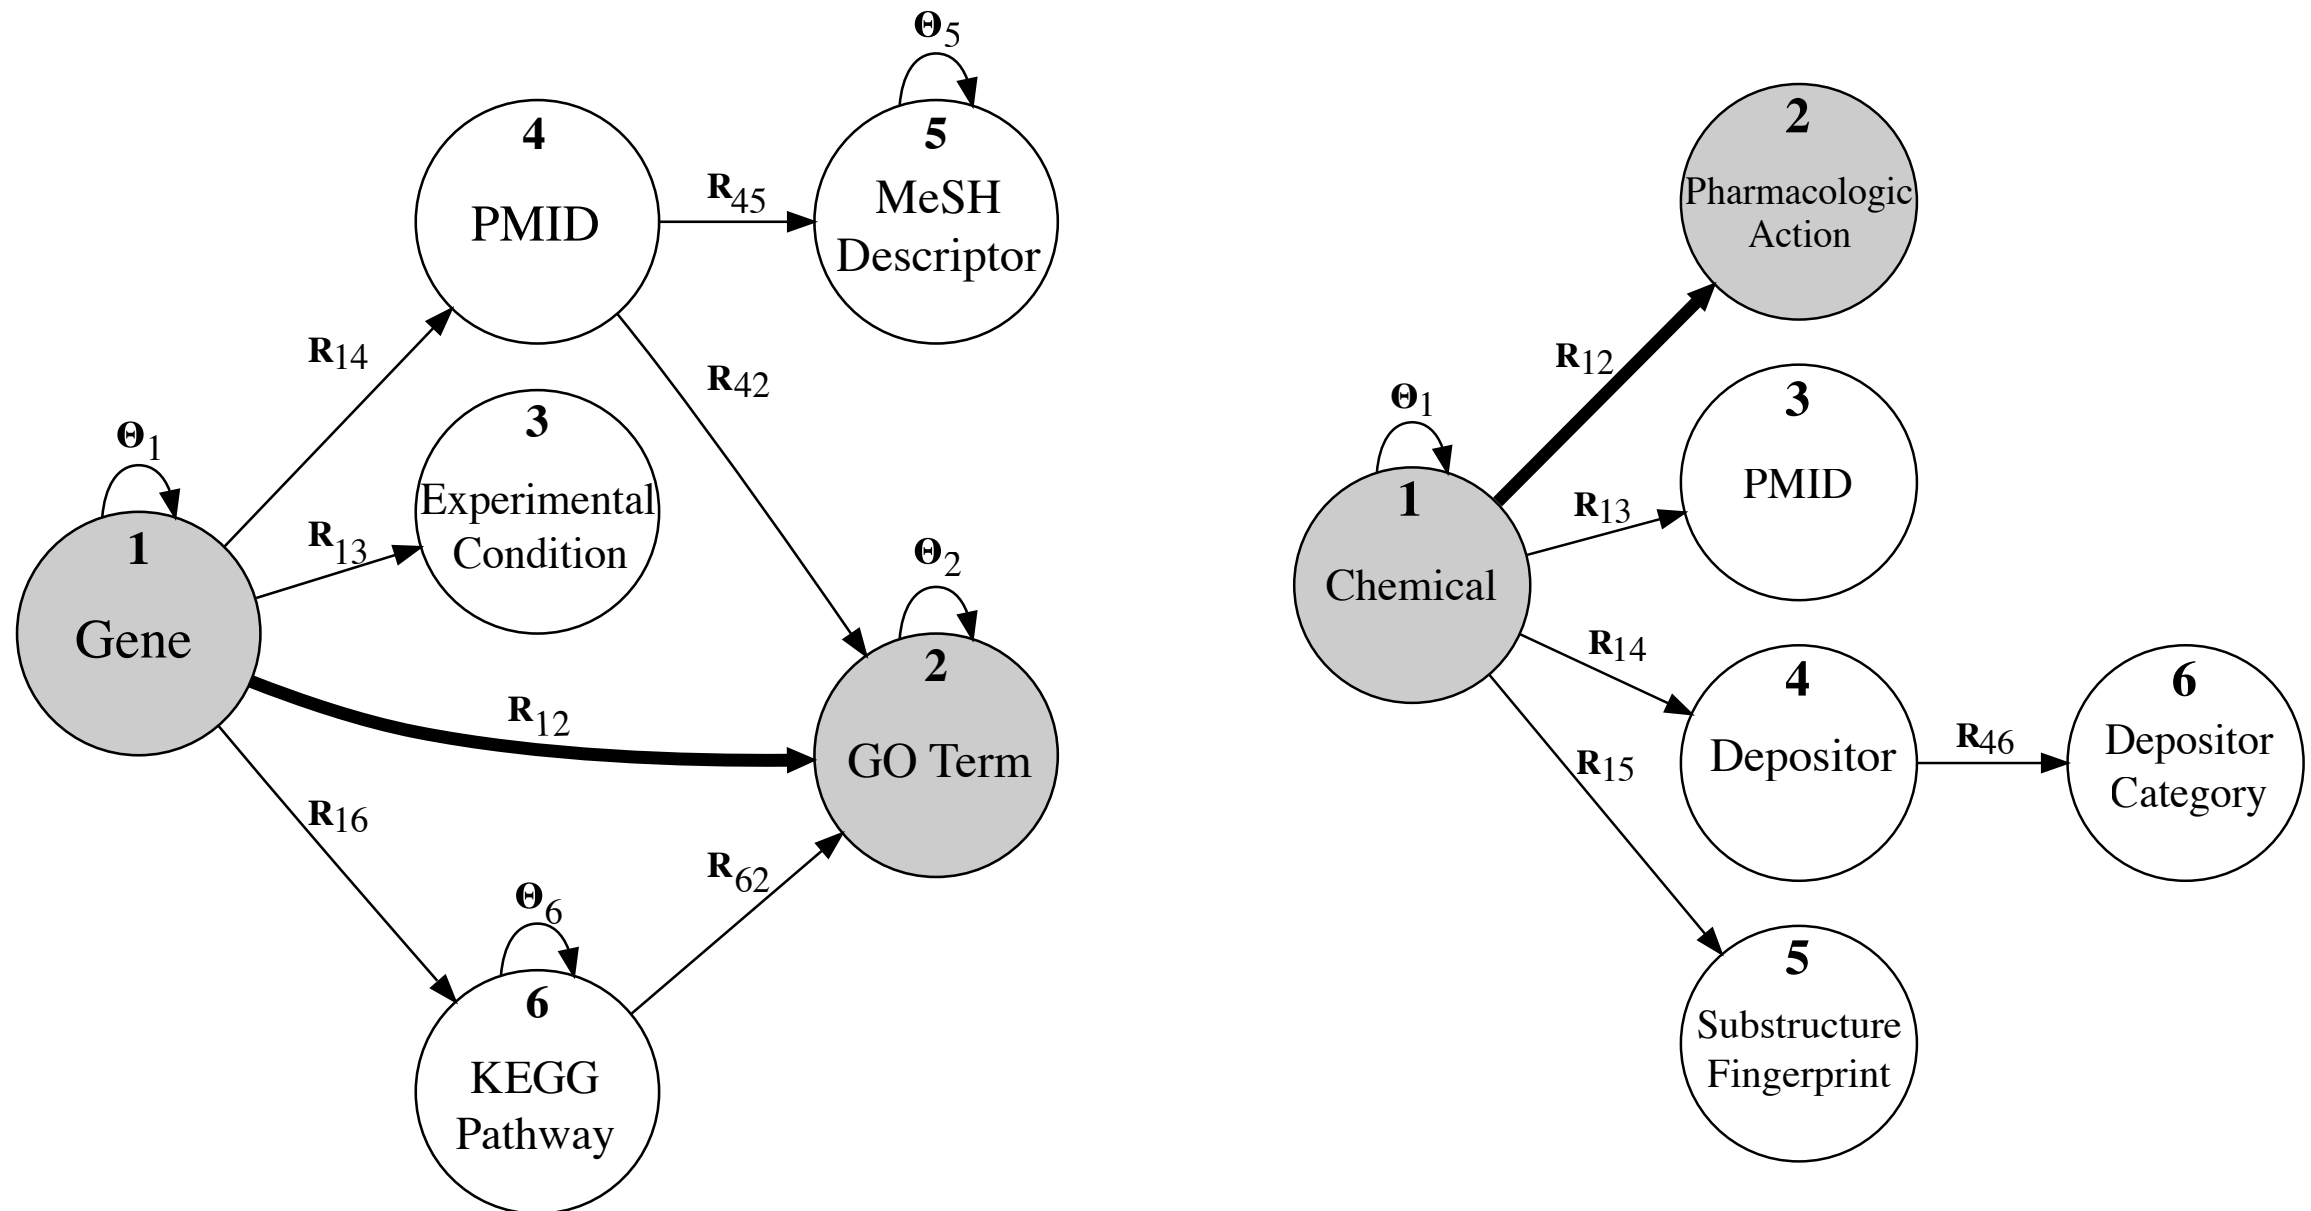 Θ5
4
PMID
R45
5
MeSH
Descriptor
R14
R42
3
Experimental
Condition
Θ1
R13
1
Gene
Θ2
2
GO Term
R12
R16
R62
Θ6
6
KEGG
Pathway
2
Pharmacologic
Action
R12
3
PMID
Θ1
1
Chemical
R13
R14
4
Depositor
R46
6
Depositor
Category
R15
5
Substructure
Fingerprint